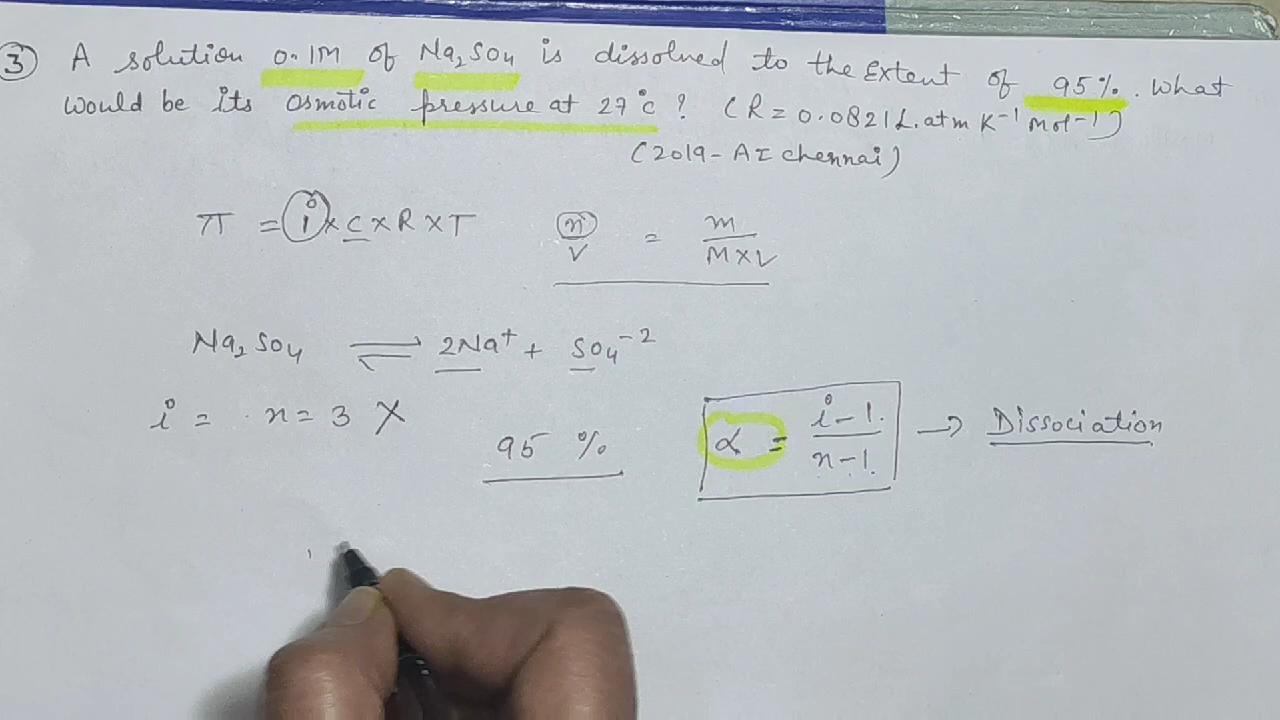 3 A solution 0.1M of Na₂SO₄ is dissolved to the Extent of 95%. What
would be its osmotic pressure at 27°c ? (R = 0.0821L.atm K⁻¹ mol⁻¹)
(2019 - AI chennai)
π = i × C × R × T n/V = m/M×V
Na₂SO₄ ⇌ 2Na⁺ + SO₄⁻²
i = n = 3 X
95 % α = i-1./n-1. → Dissociation